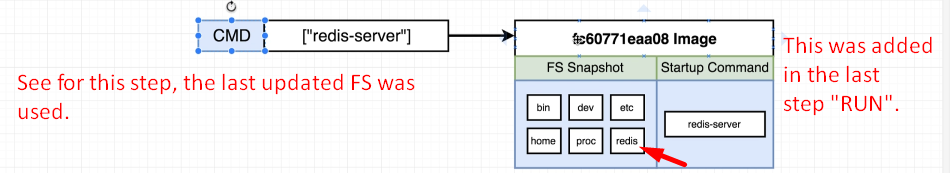 CMD ["redis-server"]
fc60771eaa08 Image
This was added
in the last
step "RUN".
See for this step, the last updated FS was
used.
FS Snapshot Startup Command
bin dev etc
redis-server
home proc redis